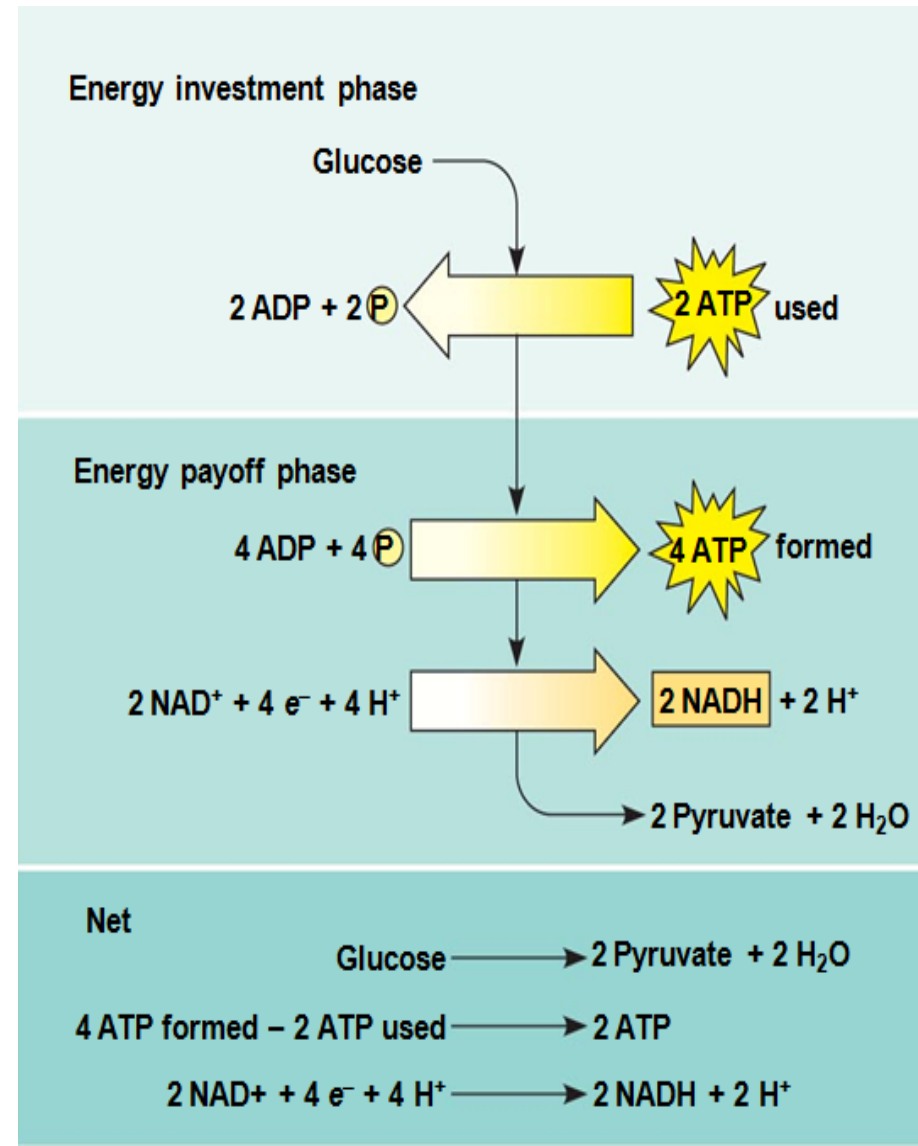 Energy investment phase
Glucose
2 ADP + 2 P
2 ATP used
Energy payoff phase
4 ADP + 4 P
4 ATP formed
2 NAD⁺ + 4 e⁻ + 4 H⁺
2 NADH + 2 H⁺
2 Pyruvate + 2 H₂O
Net
Glucose → 2 Pyruvate + 2 H₂O
4 ATP formed – 2 ATP used → 2 ATP
2 NAD+ + 4 e⁻ + 4 H⁺ → 2 NADH + 2 H⁺